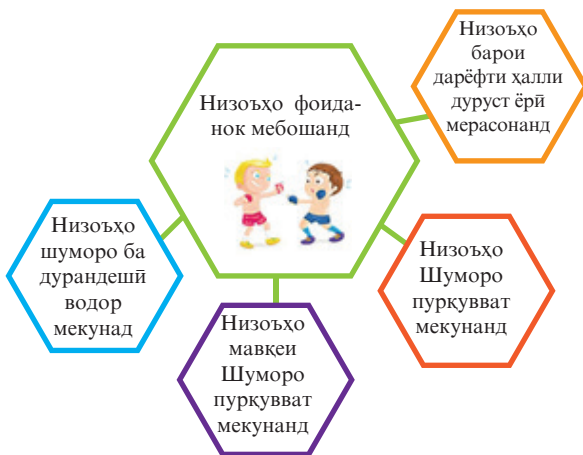 Низоъҳо фоида-
нок мебошанд
Низоъҳо
барои
дарёфти ҳалли
дуруст ёрӣ
мерасонанд
Низоъҳо
Шуморо
пурқувват
мекунанд
Низоъҳо
мавқеи
Шуморо
пурқувват
мекунанд
Низоъҳо
шуморо ба
дурандешӣ
водор
мекунад